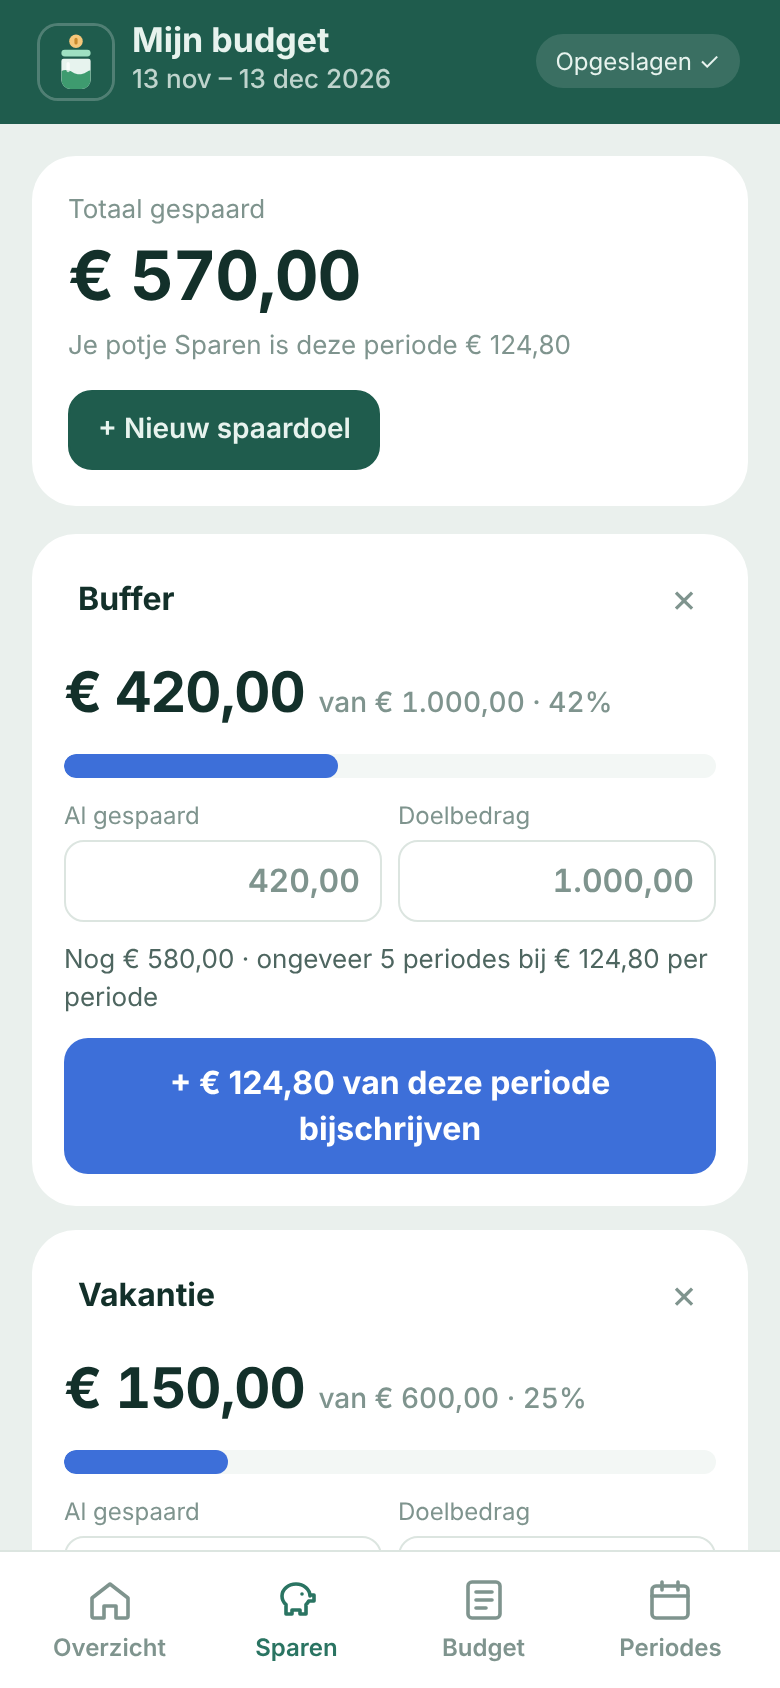 Mijn budget
13 nov – 13 dec 2026
Opgeslagen ✓
Totaal gespaard
€ 570,00
Je potje Sparen is deze periode € 124,80
+ Nieuw spaardoel
Buffer
×
€ 420,00 van € 1.000,00 · 42%
Al gespaard
Doelbedrag
420,00
1.000,00
Nog € 580,00 · ongeveer 5 periodes bij € 124,80 per
periode
+ € 124,80 van deze periode
bijschrijven
Vakantie
×
€ 150,00 van € 600,00 · 25%
Al gespaard
Doelbedrag
Overzicht
Sparen
Budget
Periodes